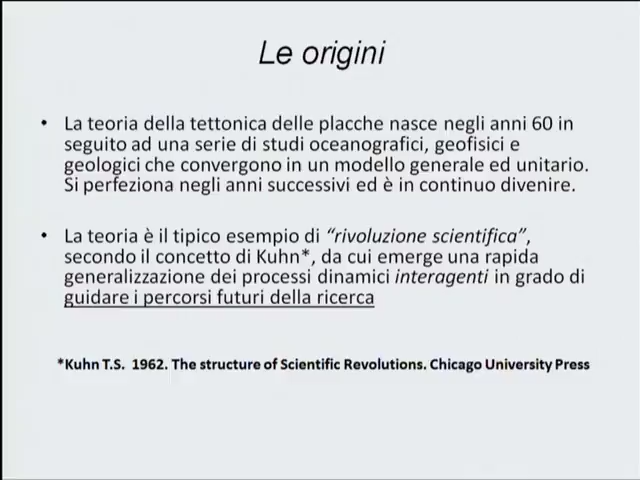 Le origini
• La teoria della tettonica delle placche nasce negli anni 60 in
seguito ad una serie di studi oceanografici, geofisici e
geologici che convergono in un modello generale ed unitario.
Si perfeziona negli anni successivi ed è in continuo divenire.
• La teoria è il tipico esempio di “rivoluzione scientifica”,
secondo il concetto di Kuhn*, da cui emerge una rapida
generalizzazione dei processi dinamici interagenti in grado di
guidare i percorsi futuri della ricerca
*Kuhn T.S. 1962. The structure of Scientific Revolutions. Chicago University Press